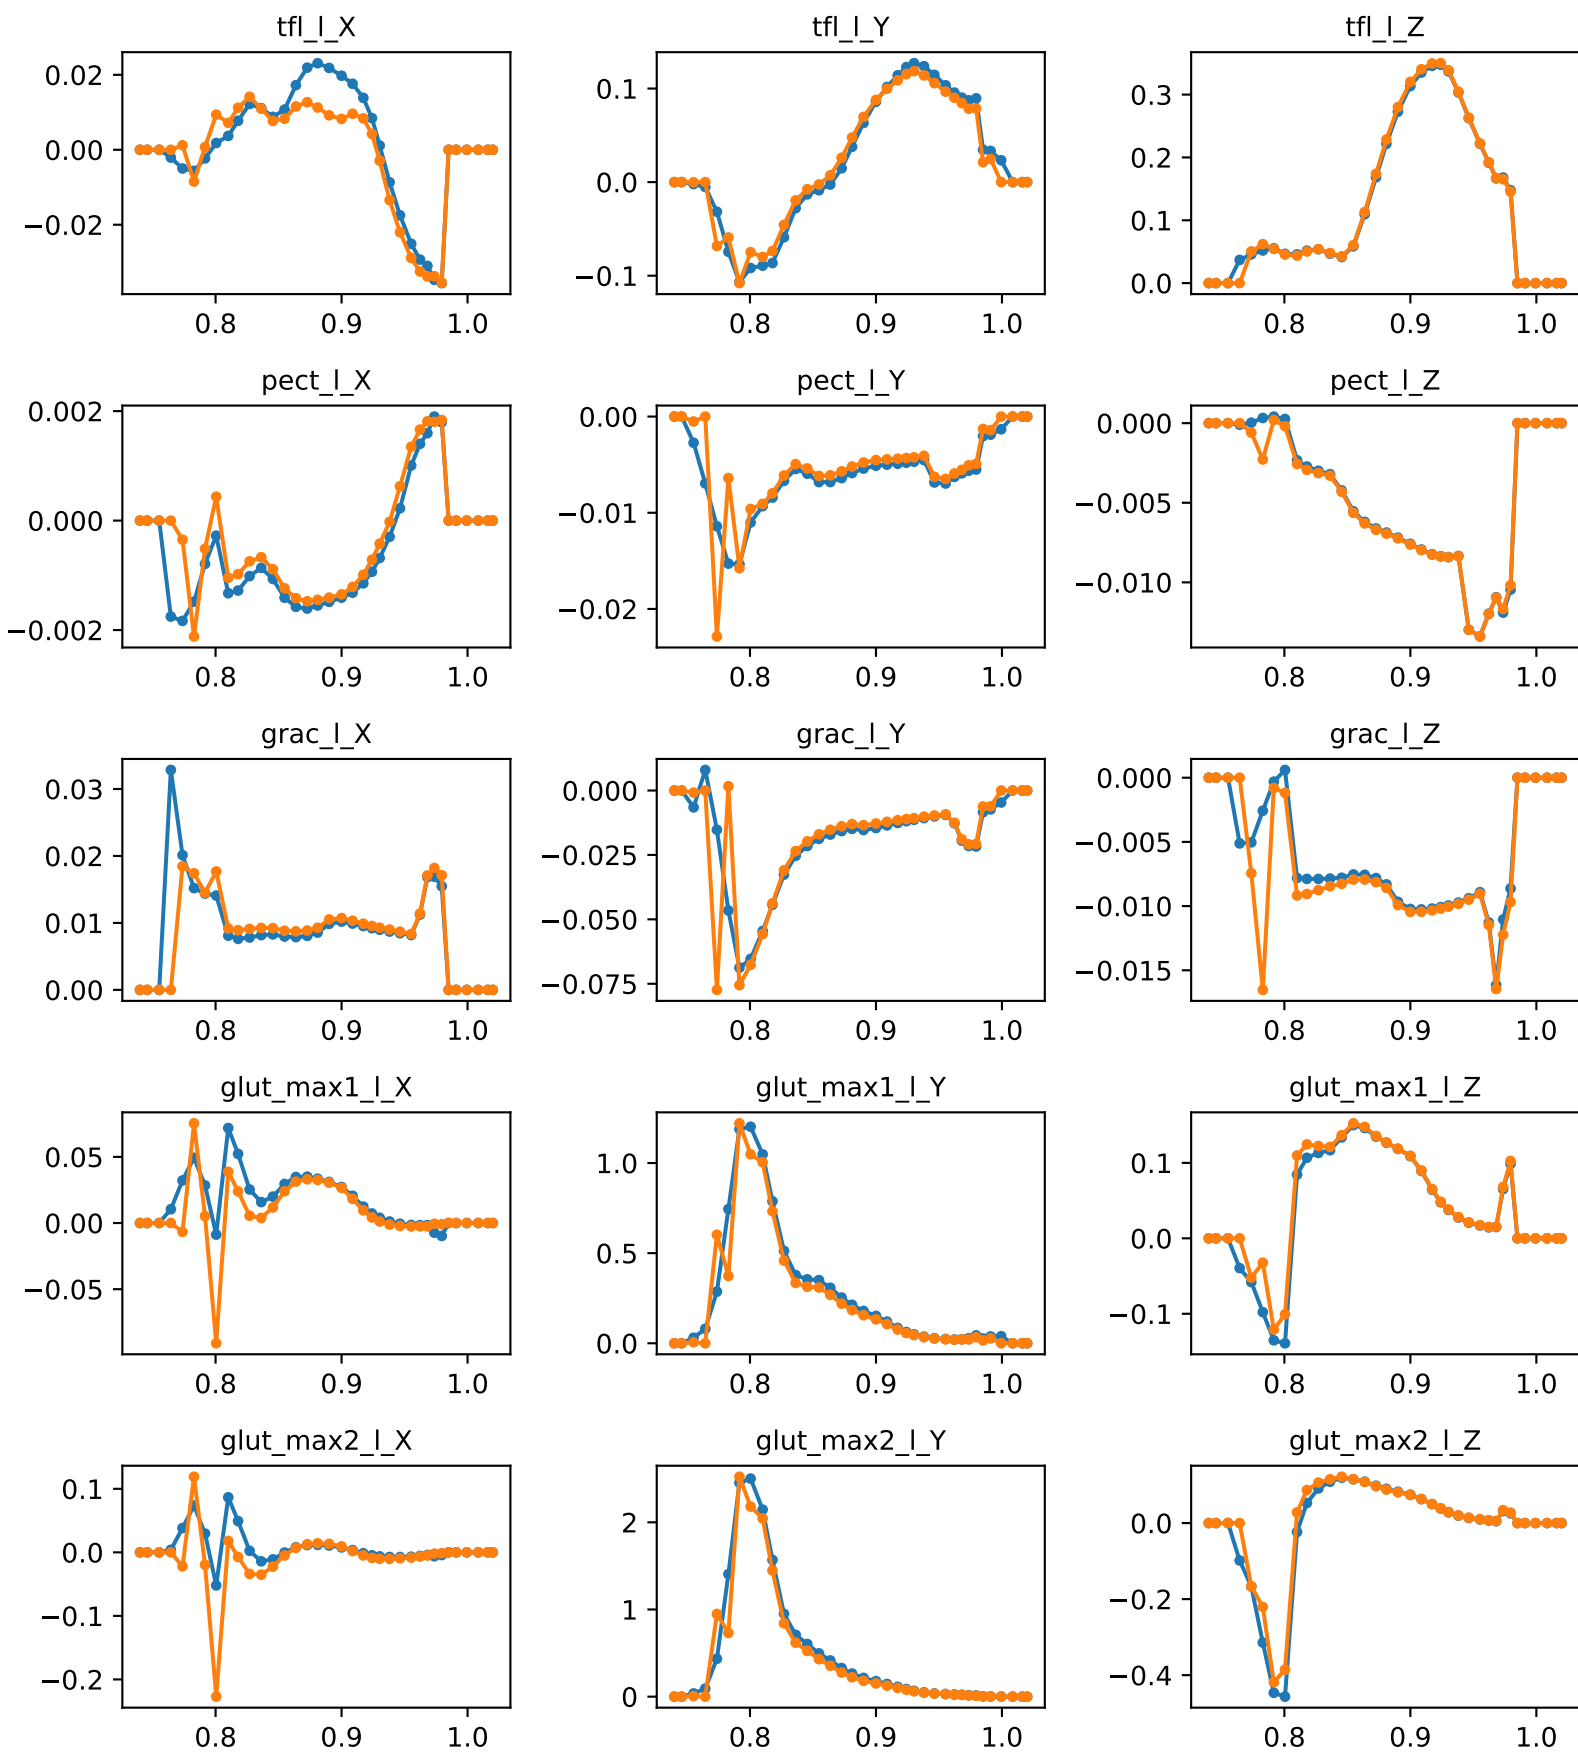 tfl_l_X tfl_l_Y tfl_l_Z
0.02 0.1 0.3
0.00 0.0 0.2
−0.02 −0.1 0.1
0.0
0.8 0.9 1.0 0.8 0.9 1.0 0.8 0.9 1.0
pect_l_X pect_l_Y pect_l_Z
0.002 0.00 0.000
0.000 −0.01 −0.005
−0.002 −0.02 −0.010
0.8 0.9 1.0 0.8 0.9 1.0 0.8 0.9 1.0
grac_l_X grac_l_Y grac_l_Z
0.03 0.000 0.000
0.02 −0.025 −0.005
0.01 −0.050 −0.010
0.00 −0.075 −0.015
0.8 0.9 1.0 0.8 0.9 1.0 0.8 0.9 1.0
glut_max1_l_X glut_max1_l_Y glut_max1_l_Z
0.05 1.0 0.1
0.00 0.5 0.0
−0.05 0.0 −0.1
0.8 0.9 1.0 0.8 0.9 1.0 0.8 0.9 1.0
glut_max2_l_X glut_max2_l_Y glut_max2_l_Z
0.1 2 0.0
0.0 1 −0.2
−0.1 0 −0.4
−0.2
0.8 0.9 1.0 0.8 0.9 1.0 0.8 0.9 1.0